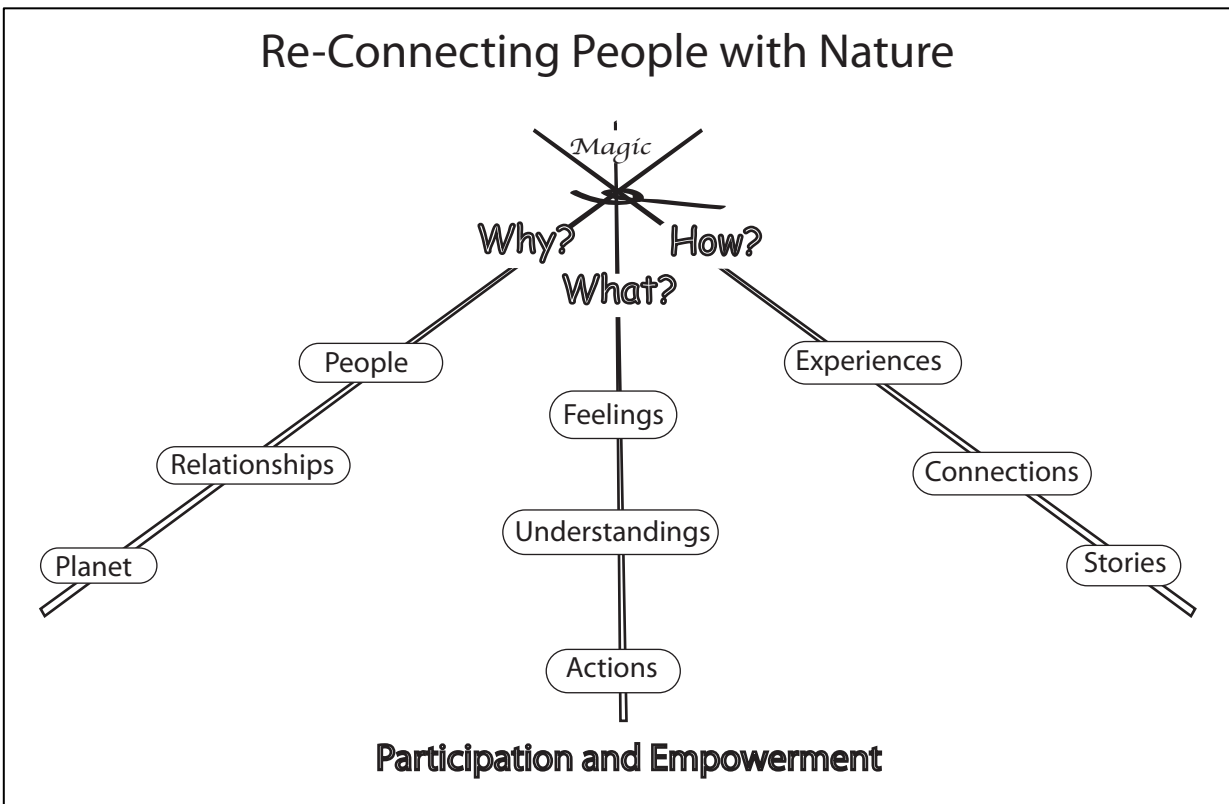 Re-Connecting People with Nature
Magic
Why?
How?
What?
People
Experiences
Feelings
Relationships
Connections
Understandings
Planet
Stories
Actions
Participation and Empowerment